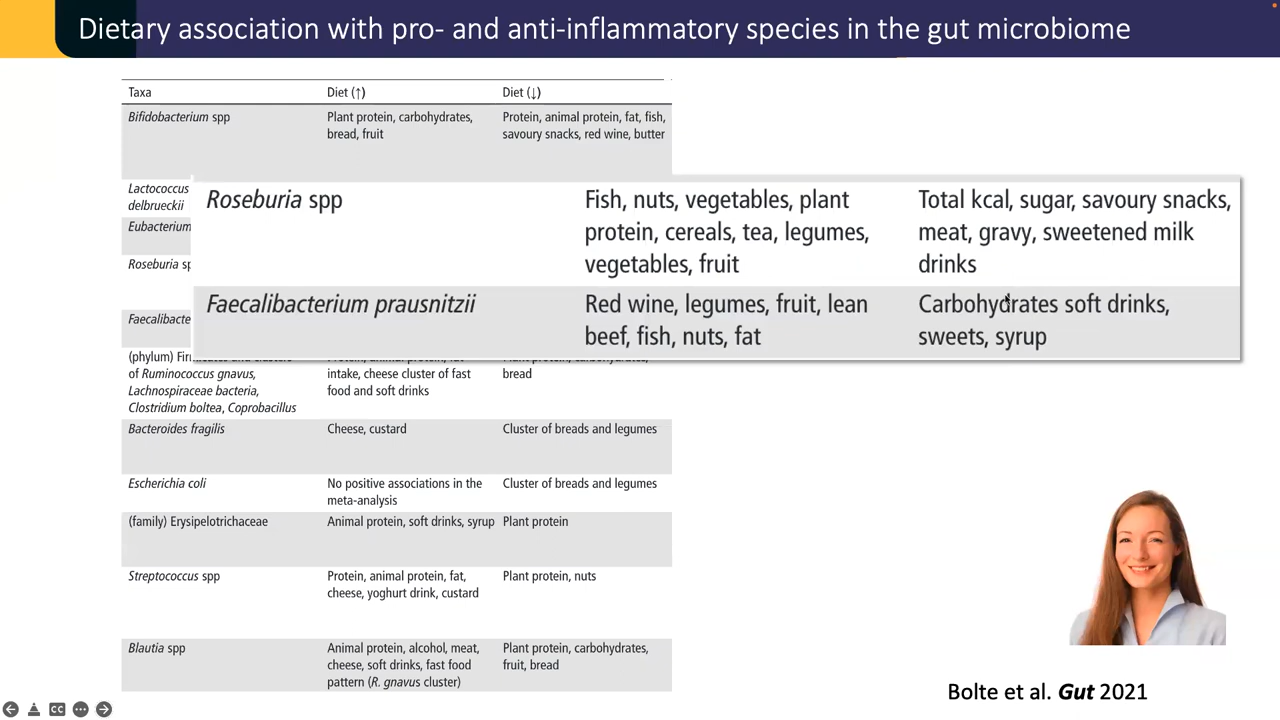 Dietary association with pro- and anti-inflammatory species in the gut microbiome
Taxa Diet (↑) Diet (↓)
Bifidobacterium spp Plant protein, carbohydrates, Protein, animal protein, fat, fish,
bread, fruit savoury snacks, red wine, butter
Lactococcus
delbrueckii
Eubacterium
Roseburia
Roseburia spp Fish, nuts, vegetables, plant Total kcal, sugar, savoury snacks,
protein, cereals, tea, legumes, meat, gravy, sweetened milk
vegetables, fruit drinks
Faecalibacterium prausnitzii Red wine, legumes, fruit, lean Carbohydrates soft drinks,
beef, fish, nuts, fat sweets, syrup
(phylum)
of Ruminococcus gnavus, intake, cheese cluster of fast bread
Lachnospiraceae bacteria, food and soft drinks
Clostridium boltea, Coprobacillus
Bacteroides fragilis Cheese, custard Cluster of breads and legumes
Escherichia coli No positive associations in the Cluster of breads and legumes
meta-analysis
(family) Erysipelotrichaceae Animal protein, soft drinks, syrup Plant protein
Streptococcus spp Protein, animal protein, fat, Plant protein, nuts
cheese, yoghurt drink, custard
Blautia spp Animal protein, alcohol, meat, Plant protein, carbohydrates,
cheese, soft drinks, fast food fruit, bread
pattern (R. gnavus cluster)
Bolte et al. Gut 2021
CC